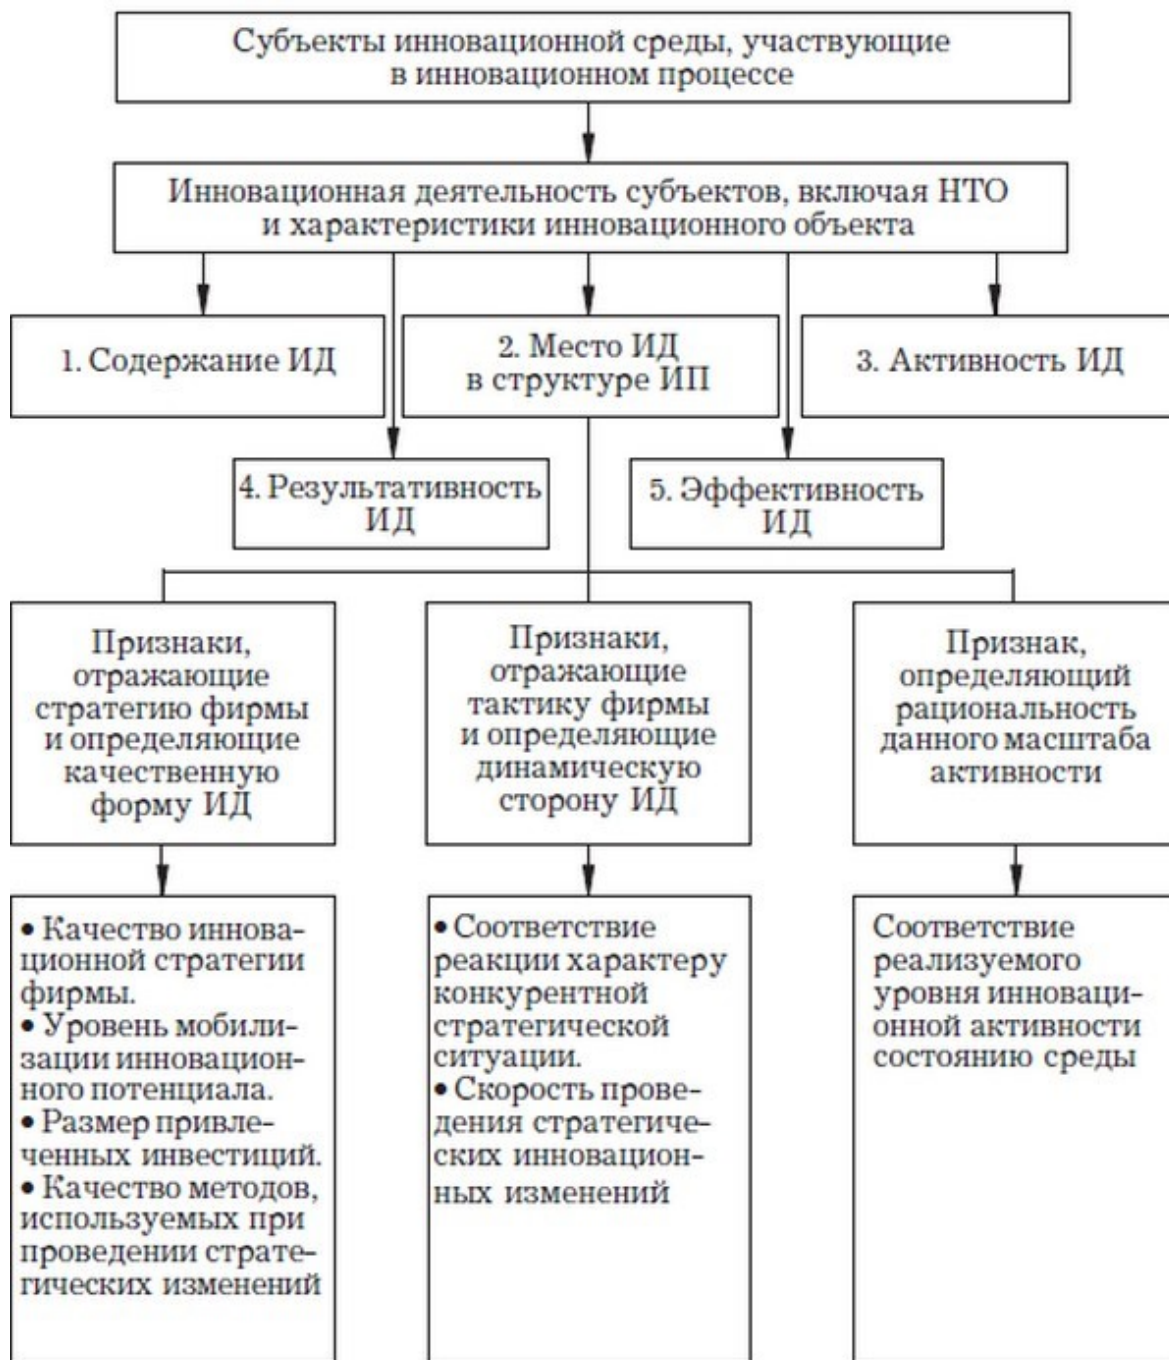 Субъекты инновационной среды, участвующие
в инновационном процессе
Инновационная деятельность субъектов, включая НТО
и характеристики инновационного объекта
1. Содержание ИД
2. Место ИД
в структуре ИП
3. Активность ИД
4. Результативность
ИД
5. Эффективность
ИД
Признаки,
отражающие
стратегию фирмы
и определяющие
качественную
форму ИД
Признаки,
отражающие
тактику фирмы
и определяющие
динамическую
сторону ИД
Признак,
определяющий
рациональность
данного масштаба
активности
• Качество иннова-
ционной стратегии
фирмы.
• Уровень мобили-
зации инновацион-
ного потенциала.
• Размер привле-
ченных инвестиций.
• Качество методов,
используемых при
проведении страте-
гических изменений
• Соответствие
реакции характеру
конкурентной
стратегической
ситуации.
• Скорость прове-
дения стратегиче-
ских инновацион-
ных изменений
Соответствие
реализуемого
уровня инноваци-
онной активности
состоянию среды